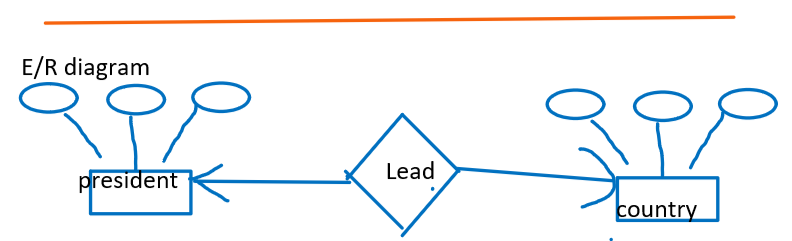 E/R diagram
president
Lead
country